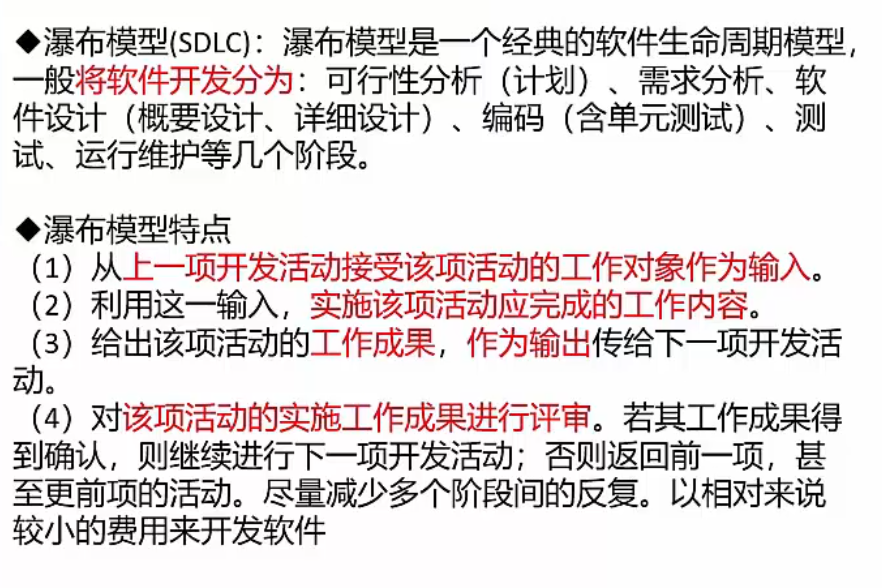 ◆瀑布模型(SDLC)：瀑布模型是一个经典的软件生命周期模型，
一般将软件开发分为：可行性分析（计划）、需求分析、软
件设计（概要设计、详细设计）、编码（含单元测试）、测
试、运行维护等几个阶段。
◆瀑布模型特点
（1）从上一项开发活动接受该项活动的工作对象作为输入。
（2）利用这一输入，实施该项活动应完成的工作内容。
（3）给出该项活动的工作成果，作为输出传给下一项开发活
动。
（4）对该项活动的实施工作成果进行评审。若其工作成果得
到确认，则继续进行下一项开发活动；否则返回前一项，甚
至更前项的活动。尽量减少多个阶段间的反复。以相对来说
较小的费用来开发软件